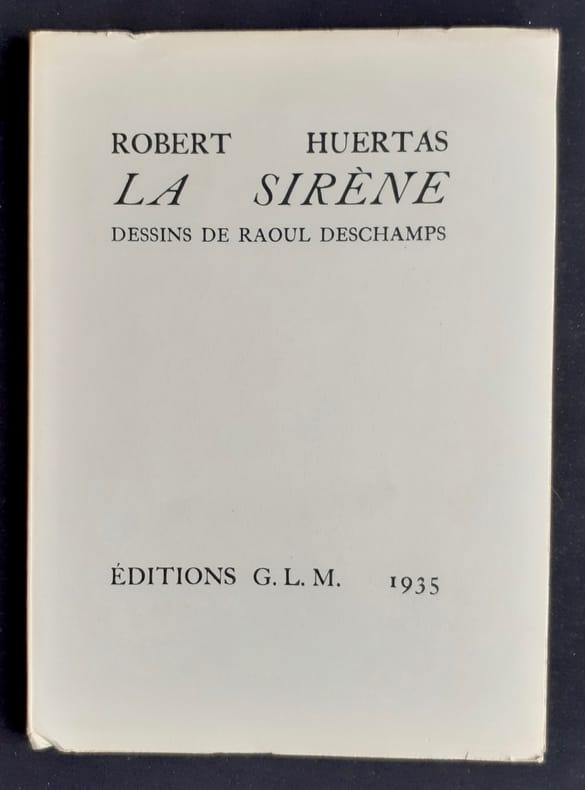 ROBERT HUERTAS
LA SIRÈNE
DESSINS DE RAOUL DESCHAMPS
ÉDITIONS G. L. M. 1935